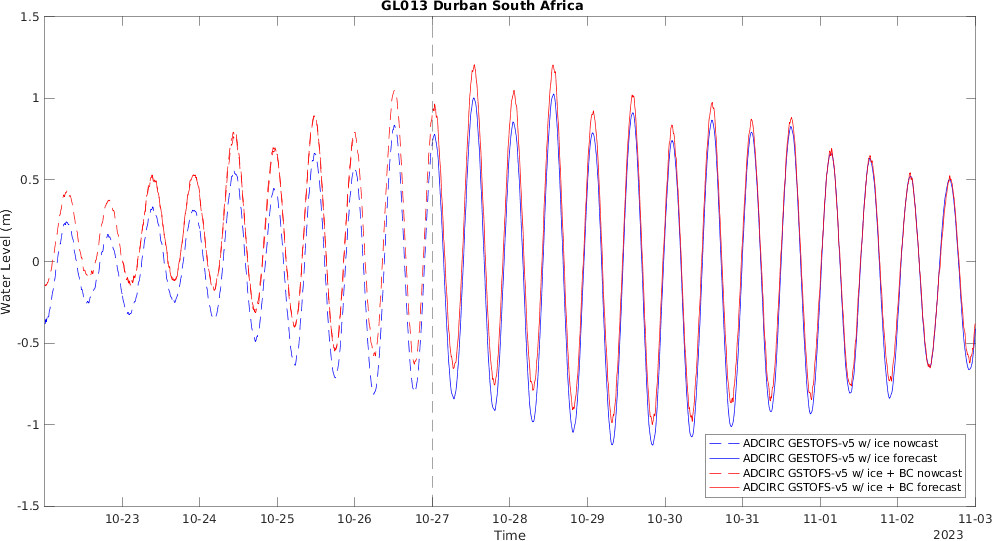 GL013 Durban South Africa
1.5
1
0.5
0
-0.5
-1
-1.5
Water Level (m)
10-23 10-24 10-25 10-26 10-27 10-28 10-29 10-30 10-31 11-01 11-02 11-03
Time
2023
ADCIRC GESTOFS-v5 w/ ice nowcast
ADCIRC GESTOFS-v5 w/ ice forecast
ADCIRC GSTOFS-v5 w/ ice + BC nowcast
ADCIRC GSTOFS-v5 w/ ice + BC forecast